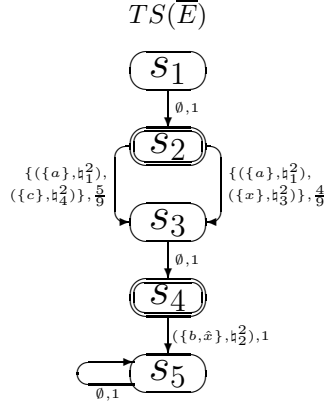 TS(E̅)
s₁
∅,1
s₂
{({a},♮²₁), {({a},♮²₁),
({c},♮²₄)},5/9 ({x},♮²₃)},4/9
s₃
∅,1
s₄
({b,x̂},♮²₂),1
s₅
∅,1